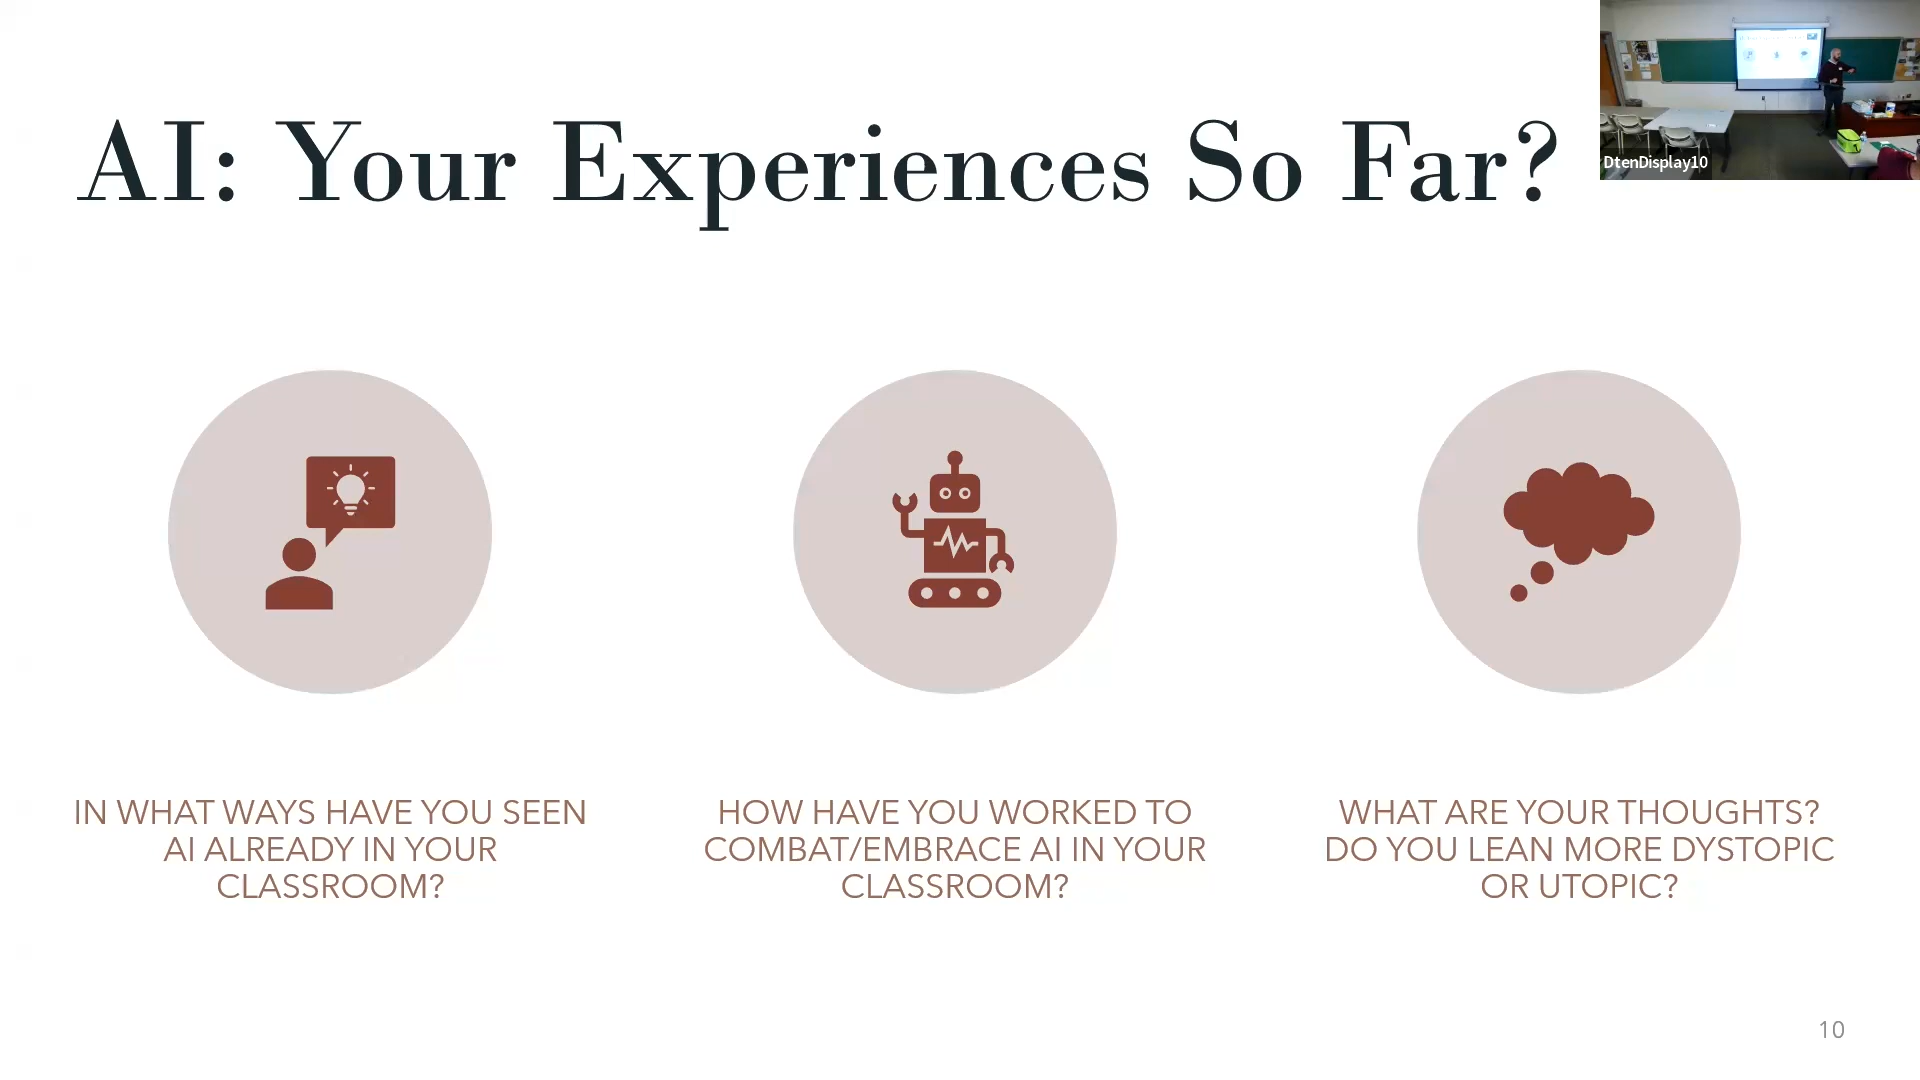 AI: Your Experiences So Far?
DtenDisplay10
IN WHAT WAYS HAVE YOU SEEN
AI ALREADY IN YOUR
CLASSROOM?
HOW HAVE YOU WORKED TO
COMBAT/EMBRACE AI IN YOUR
CLASSROOM?
WHAT ARE YOUR THOUGHTS?
DO YOU LEAN MORE DYSTOPIC
OR UTOPIC?
10